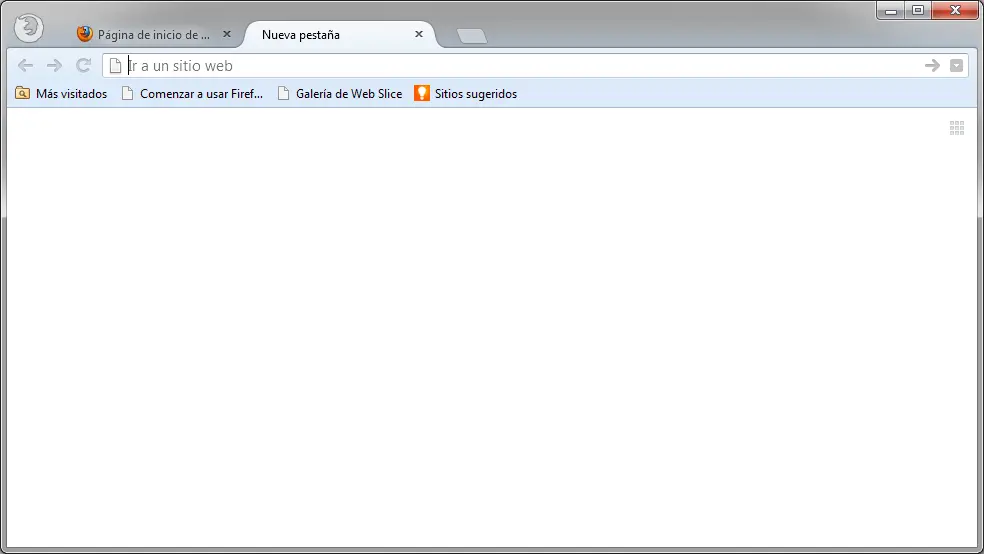 Página de inicio de ...
Nueva pestaña
Ir a un sitio web
Más visitados
Comenzar a usar Firef...
Galería de Web Slice
Sitios sugeridos